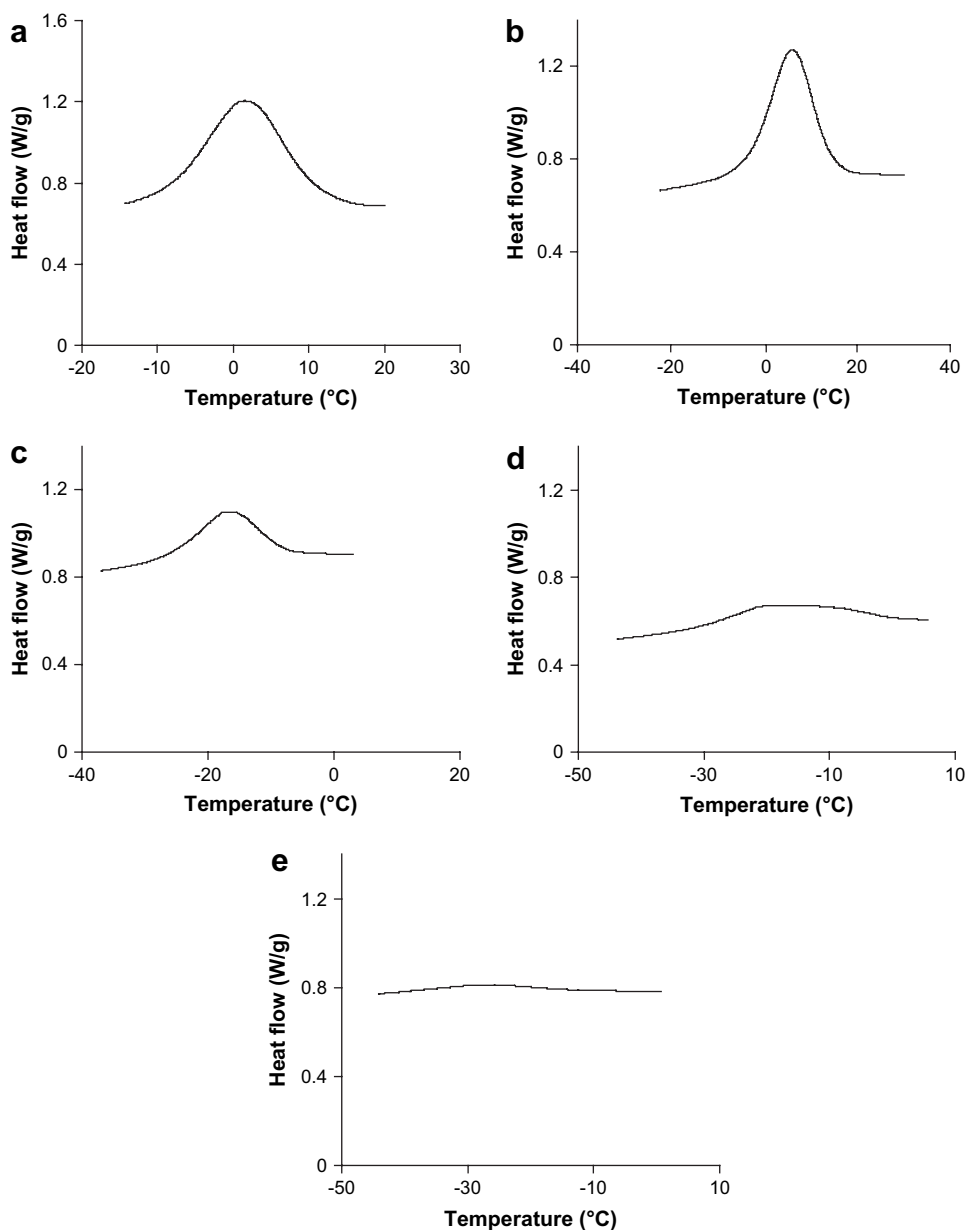 a
1.6
1.2
0.8
0.4
0
Heat flow (W/g)
-20 -10 0 10 20 30
Temperature (°C)
b
1.2
0.8
0.4
0
Heat flow (W/g)
-40 -20 0 20 40
Temperature (°C)
c
1.2
0.8
0.4
0
Heat flow (W/g)
-40 -20 0 20
Temperature (°C)
d
1.2
0.8
0.4
0
Heat flow (W/g)
-50 -30 -10 10
Temperature (°C)
e
1.2
0.8
0.4
0
Heat flow (W/g)
-50 -30 -10 10
Temperature (°C)